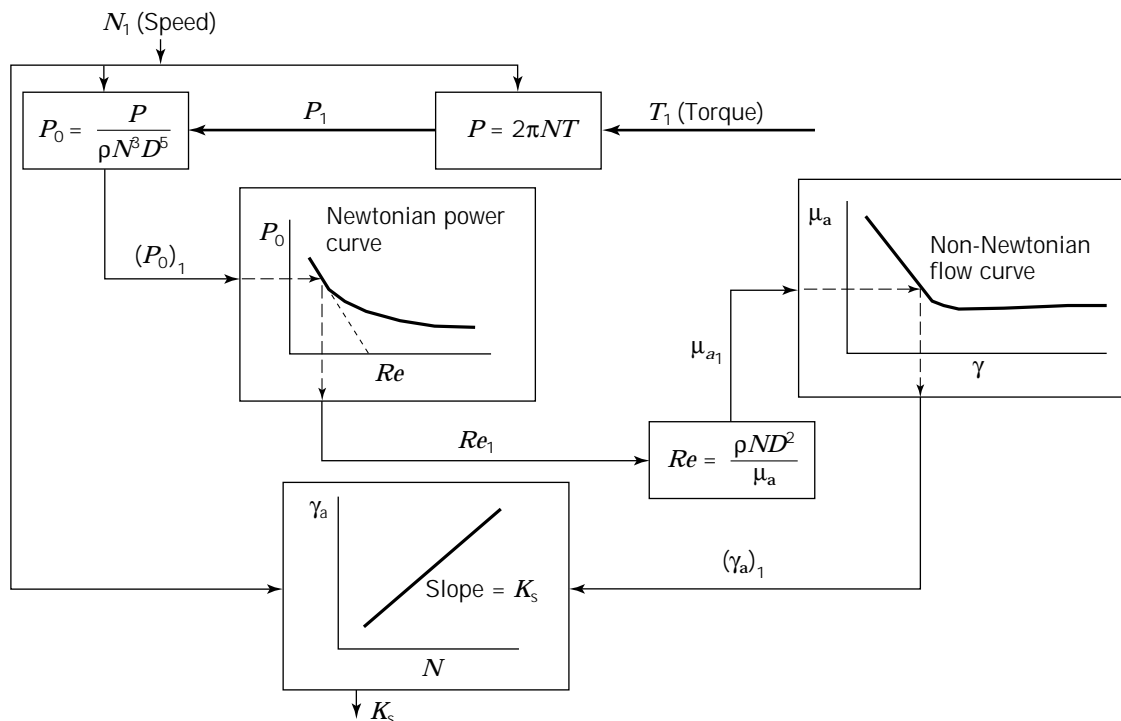 N₁ (Speed)
P₀ = P / ρN³D⁵
P₁
P = 2πNT
T₁ (Torque)
(P₀)₁
P₀
Newtonian power
curve
Re
μₐ
Non-Newtonian
flow curve
γ
μₐ₁
Re₁
Re = ρND² / μₐ
γₐ
Slope = Kₛ
N
(γₐ)₁
Kₛ